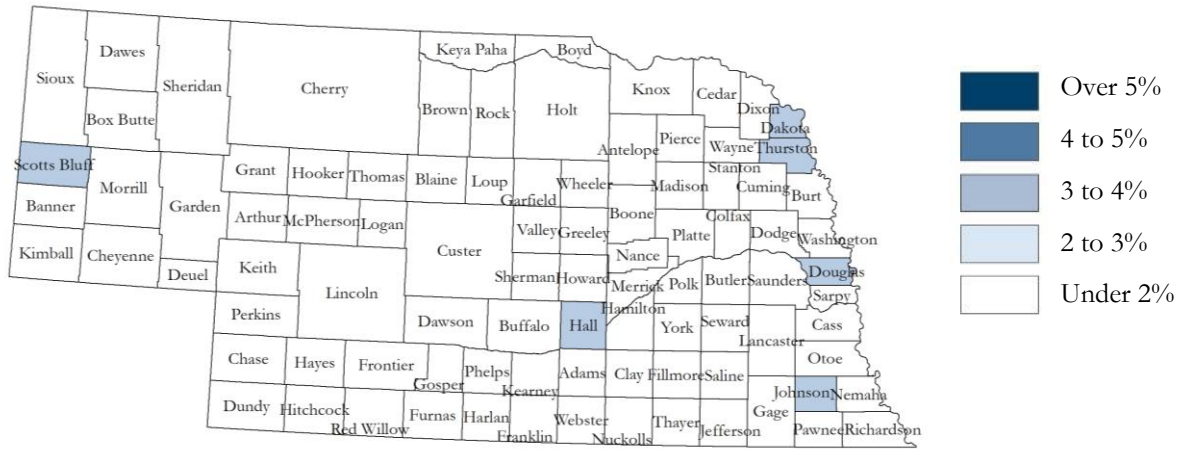 Keya Paha
Boyd
Dawes
Sioux
Sheridan
Cherry
Knox
Cedar
Brown
Rock
Holt
Dixon
Box Butte
Dakota
Pierce
Antelope
Wayne
Thurston
Scotts Bluff
Grant
Hooker
Thomas
Blaine
Loup
Wheeler
Stanton
Morrill
Garfield
Madison
Cuming
Burt
Banner
Garden
Arthur
McPherson
Logan
Boone
Colfax
Valley
Greeley
Platte
Dodge
Washington
Custer
Kimball
Cheyenne
Nance
Keith
Deuel
Sherman
Howard
Douglas
Lincoln
Merrick
Polk
Butler
Saunders
Sarpy
Perkins
Hamilton
Dawson
Buffalo
Hall
York
Seward
Cass
Lancaster
Otoe
Chase
Hayes
Frontier
Gosper
Phelps
Kearney
Adams
Clay
Fillmore
Saline
Johnson
Nemaha
Dundy
Hitchcock
Red Willow
Furnas
Harlan
Franklin
Webster
Nuckolls
Thayer
Jefferson
Gage
Pawnee
Richardson
Over 5%
4 to 5%
3 to 4%
2 to 3%
Under 2%